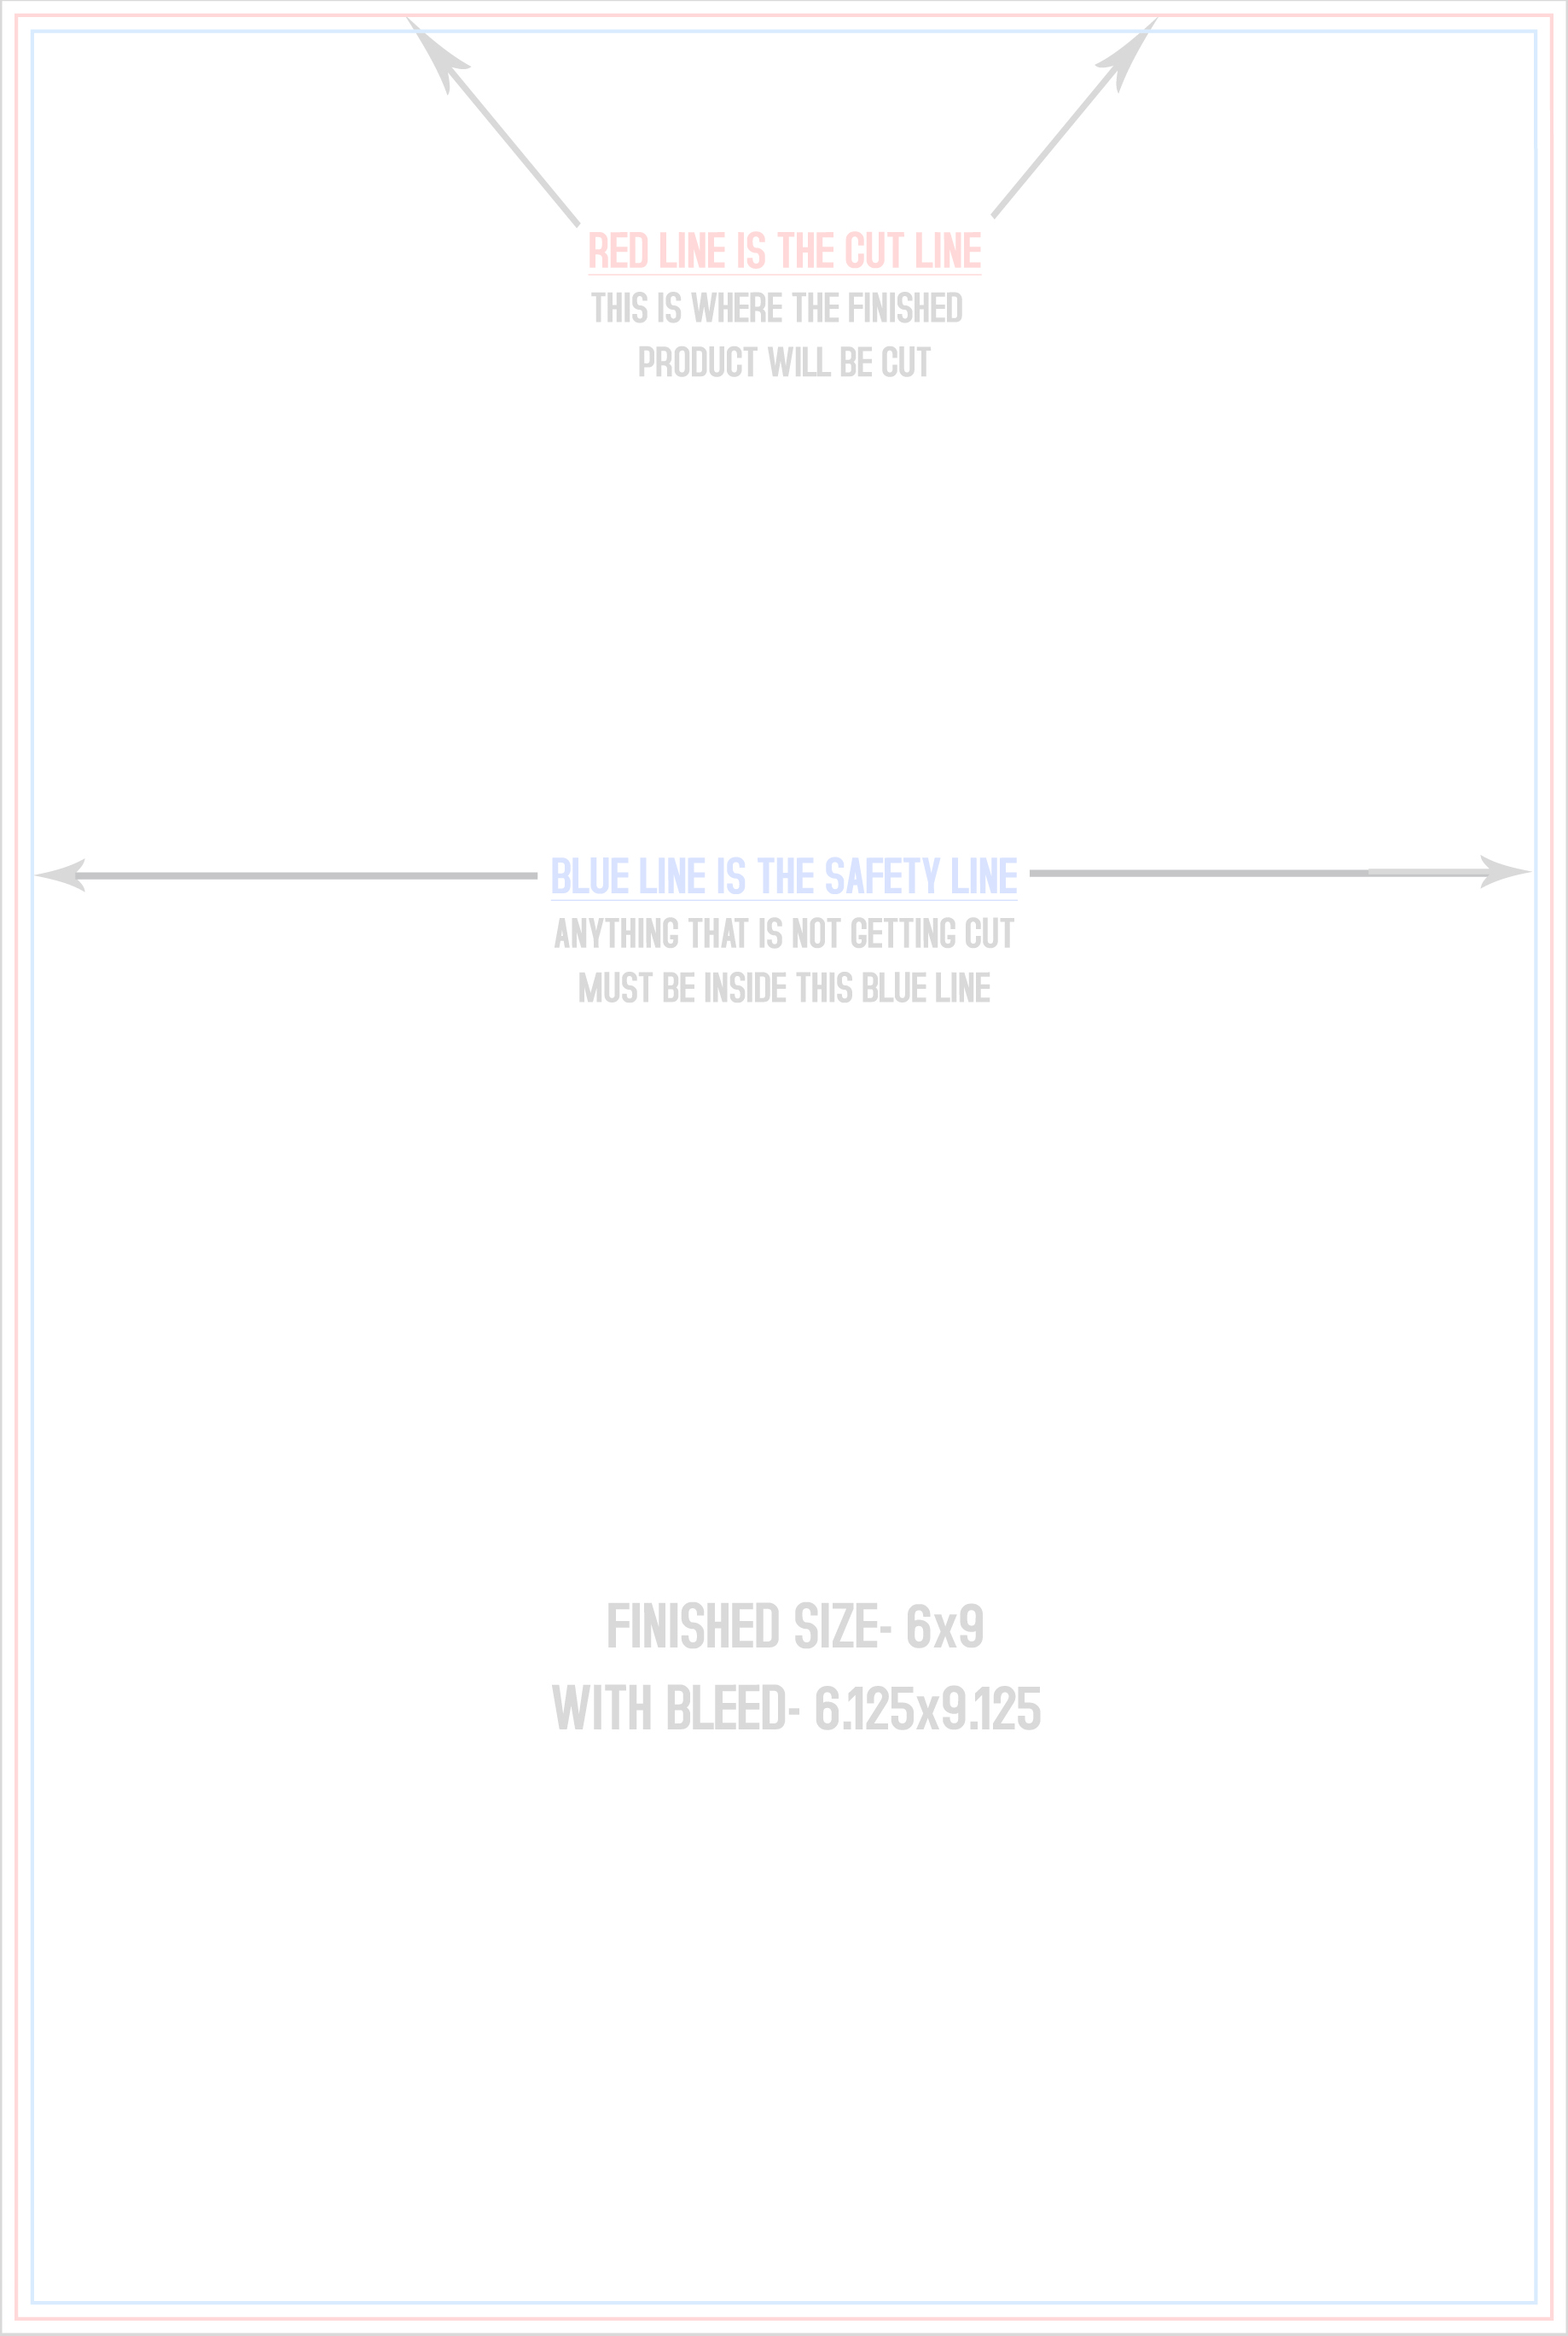 RED LINE IS THE CUT LINE
THIS IS WHERE THE FINISHED
PRODUCT WILL BE CUT
BLUE LINE IS THE SAFETY LINE
ANYTHING THAT IS NOT GETTING CUT
MUST BE INSIDE THIS BLUE LINE
FINISHED SIZE- 6x9
WITH BLEED- 6.125x9.125